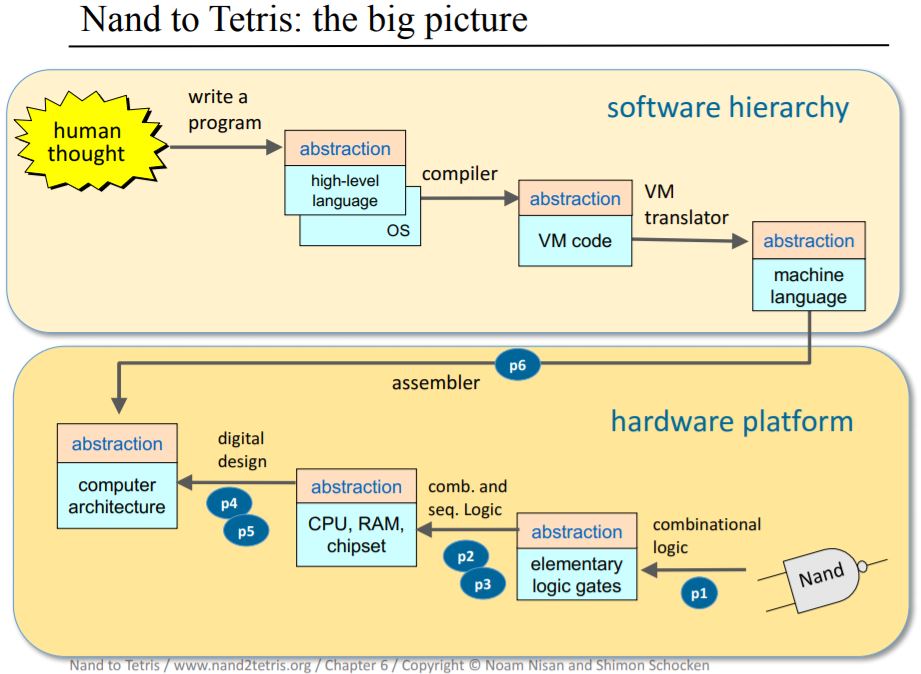 Nand to Tetris: the big picture
software hierarchy
human
thought
write a
program
abstraction
high-level
language
OS
compiler
abstraction
VM code
VM
translator
abstraction
machine
language
p6
assembler
hardware platform
abstraction
computer
architecture
digital
design
p4
p5
abstraction
CPU, RAM,
chipset
comb. and
seq. Logic
p2
p3
abstraction
elementary
logic gates
combinational
logic
p1
Nand
Nand to Tetris / www.nand2tetris.org / Chapter 6 / Copyright © Noam Nisan and Shimon Schocken